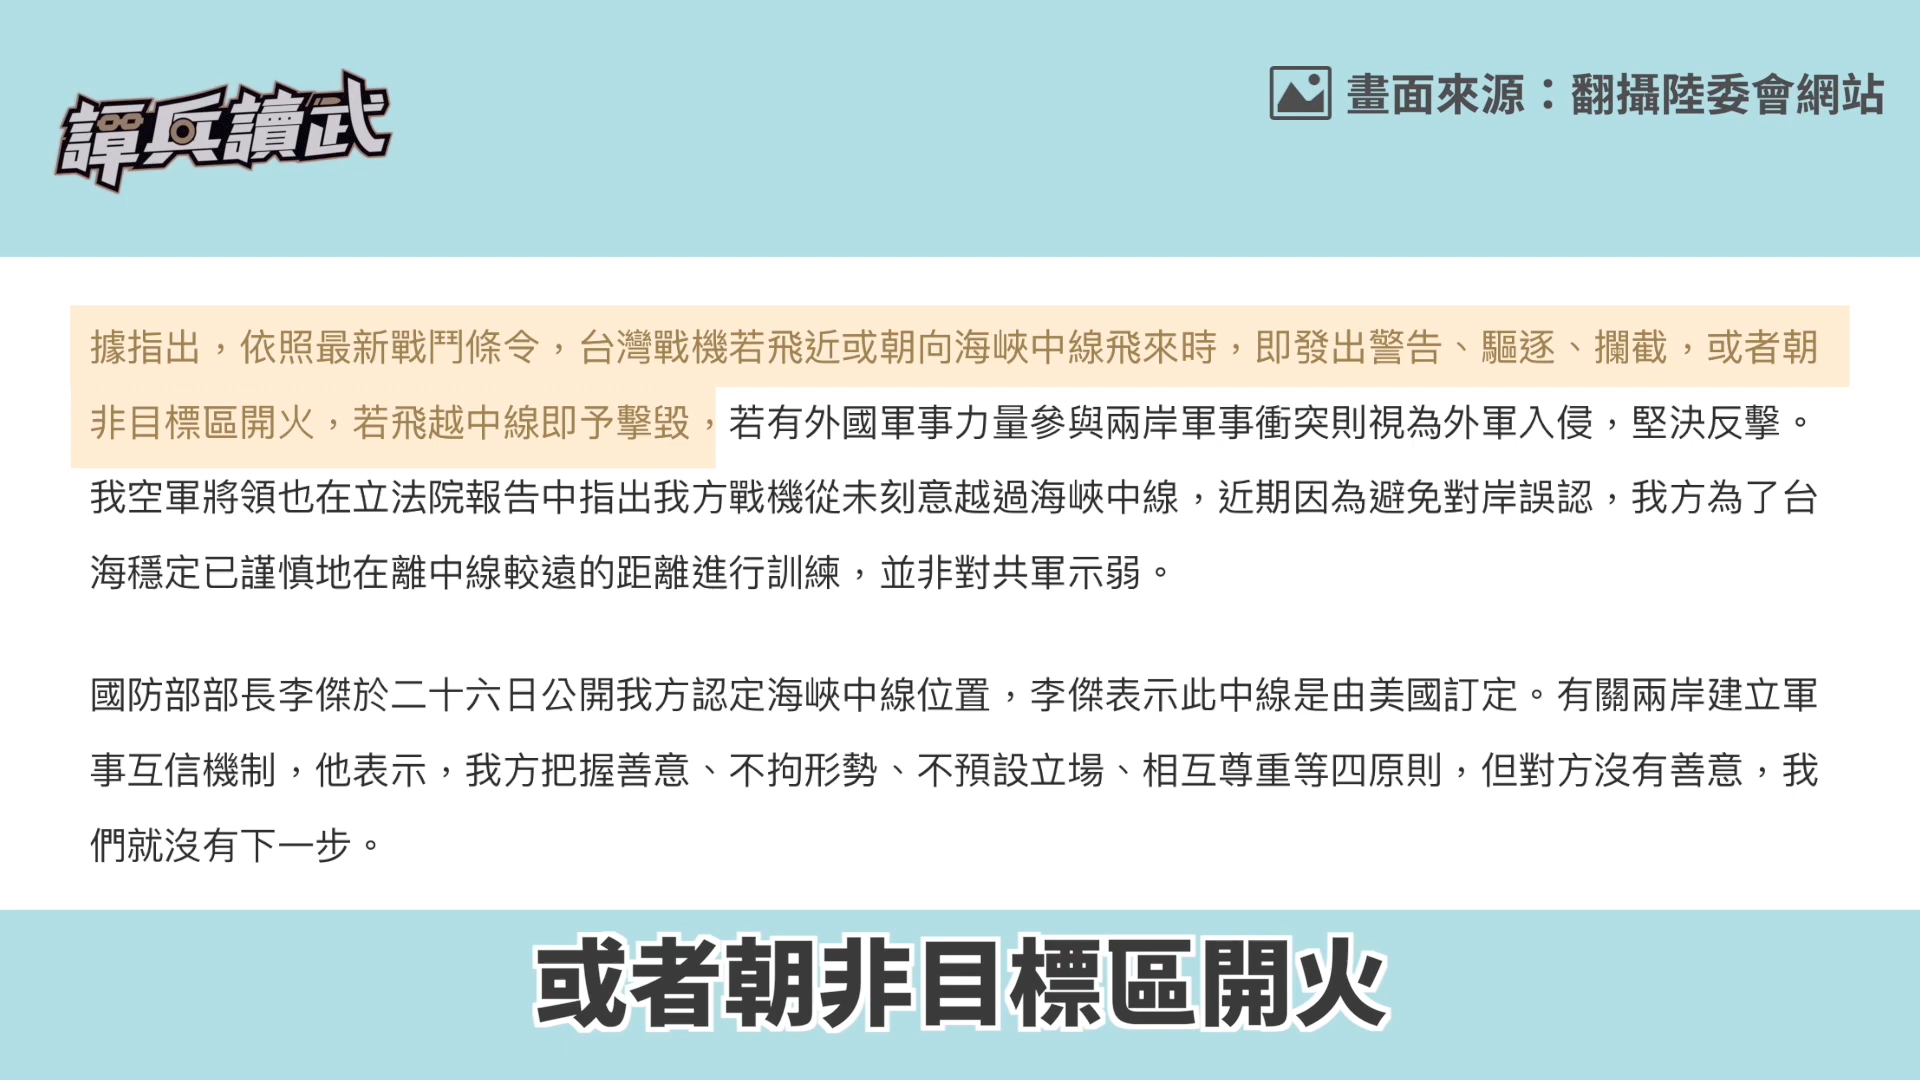 譚兵讀武
畫面來源：翻攝陸委會網站
據指出，依照最新戰鬥條令，台灣戰機若飛近或朝向海峽中線飛來時，即發出警告、驅逐、攔截，或者朝
非目標區開火，若飛越中線即予擊毀，若有外國軍事力量參與兩岸軍事衝突則視為外軍入侵，堅決反擊。
我空軍將領也在立法院報告中指出我方戰機從未刻意越過海峽中線，近期因為避免對岸誤認，我方為了台
海穩定已謹慎地在離中線較遠的距離進行訓練，並非對共軍示弱。
國防部部長李傑於二十六日公開我方認定海峽中線位置，李傑表示此中線是由美國訂定。有關兩岸建立軍
事互信機制，他表示，我方把握善意、不拘形勢、不預設立場、相互尊重等四原則，但對方沒有善意，我
們就沒有下一步。
或者朝非目標區開火